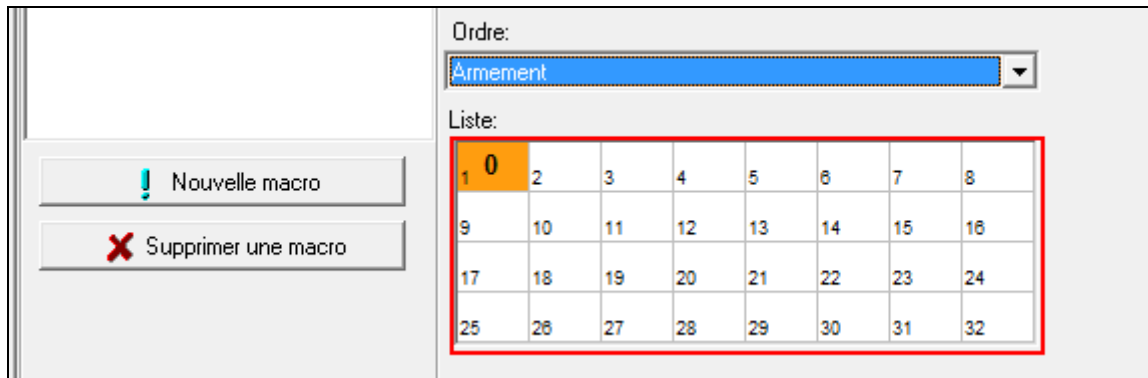 Ordre:
Armement
Liste:
1 0 2 3 4 5 6 7 8
9 10 11 12 13 14 15 16
17 18 19 20 21 22 23 24
25 26 27 28 29 30 31 32
Nouvelle macro
Supprimer une macro